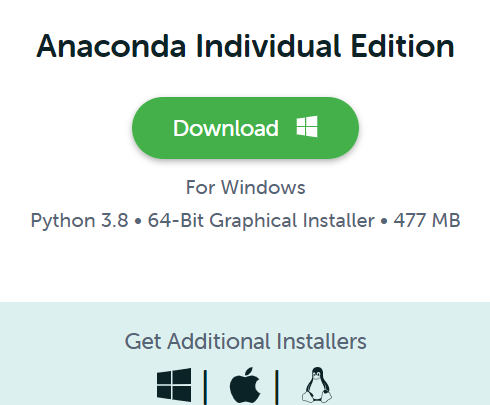 Anaconda Individual Edition
Download
For Windows
Python 3.8 • 64-Bit Graphical Installer • 477 MB
Get Additional Installers